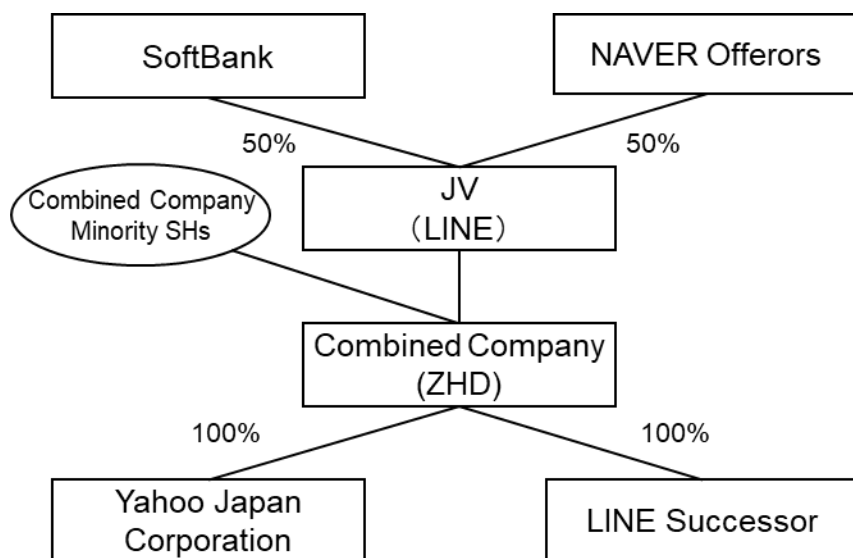 SoftBank
NAVER Offerors
50%
50%
Combined Company
Minority SHs
JV
（LINE）
Combined Company
(ZHD)
100%
100%
Yahoo Japan
Corporation
LINE Successor